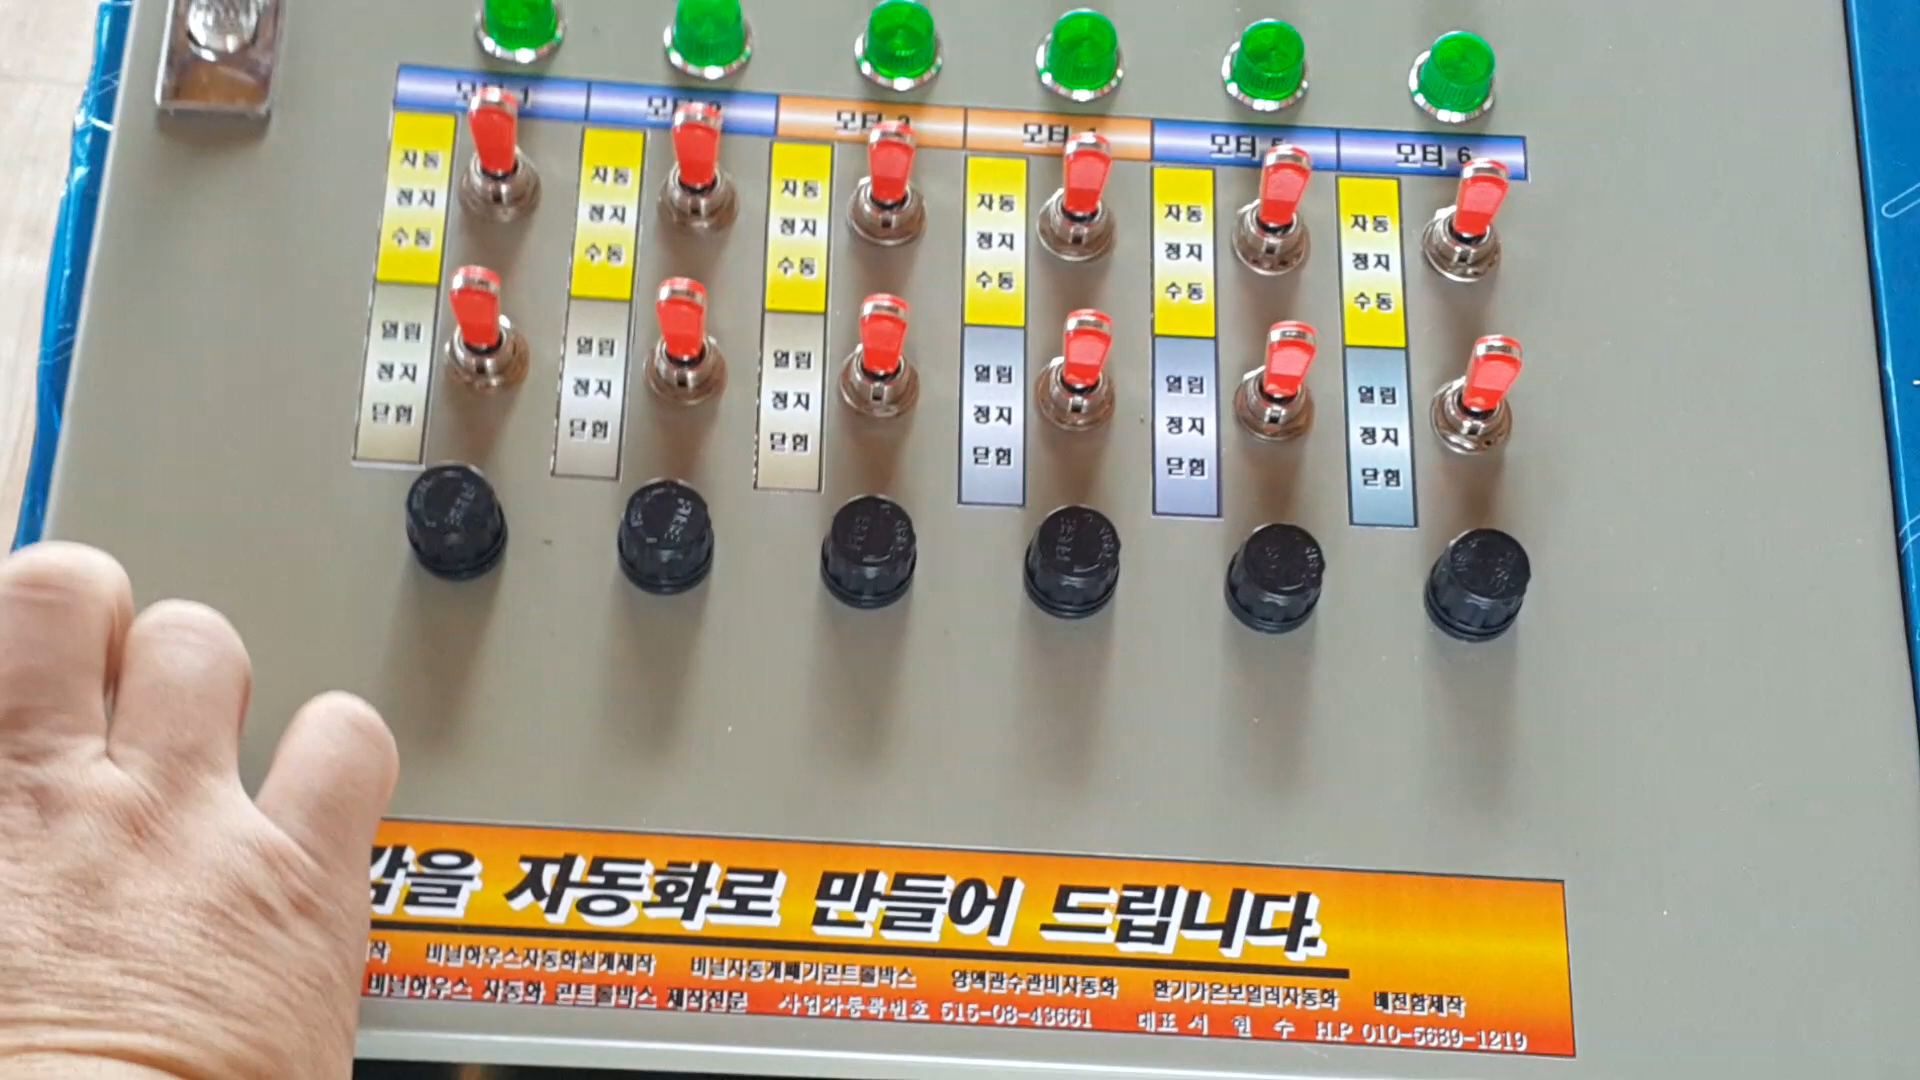 모터 1 모터 2 모터 3 모터 4 모터 5 모터 6
자동 자동 자동 자동 자동 자동
정지 정지 정지 정지 정지 정지
수동 수동 수동 수동 수동 수동
열림 열림 열림 열림 열림 열림
정지 정지 정지 정지 정지 정지
닫힘 닫힘 닫힘 닫힘 닫힘 닫힘
감을 자동화로 만들어 드립니다.
작 비닐하우스자동화설계제작 비닐자동개폐기콘트롤박스 양액관수관비자동화 환기가온보일러자동화 배전함제작
비닐하우스 자동화 콘트롤박스 제작전문 사업자등록번호 515-08-43661 대표 서 현 수 H.P 010-5689-1219